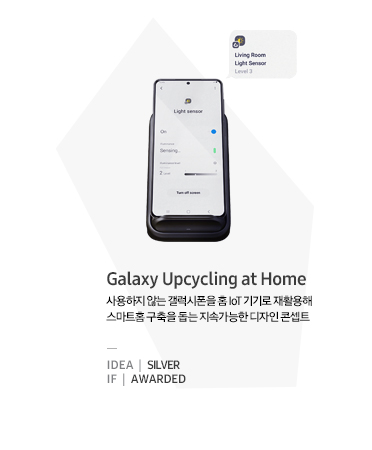 Living Room
Light Sensor
Level 3
Light sensor
On
Sensing...
2
Turn off screen
Galaxy Upcycling at Home
사용하지 않는 갤럭시폰을 홈 IoT 기기로 재활용해
스마트홈 구축을 돕는 지속가능한 디자인 콘셉트
IDEA | SILVER
IF | AWARDED